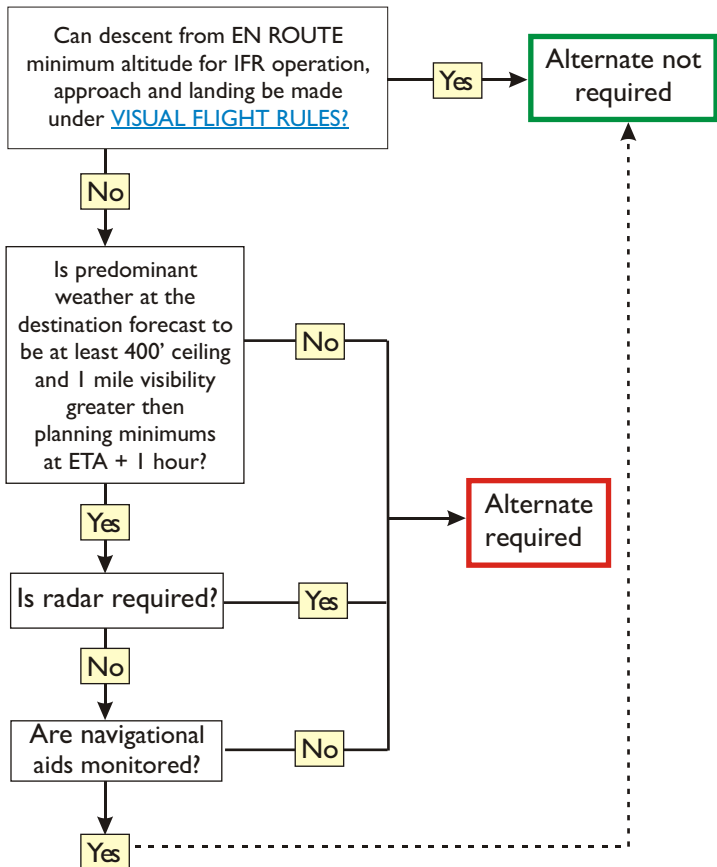 Can descent from EN ROUTE
minimum altitude for IFR operation,
approach and landing be made
under VISUAL FLIGHT RULES?
Yes
Alternate not
required
No
Is predominant
weather at the
destination forecast to
be at least 400’ ceiling
and 1 mile visibility
greater then
planning minimums
at ETA + 1 hour?
No
Yes
Alternate
required
Is radar required?
Yes
No
Are navigational
aids monitored?
No
Yes